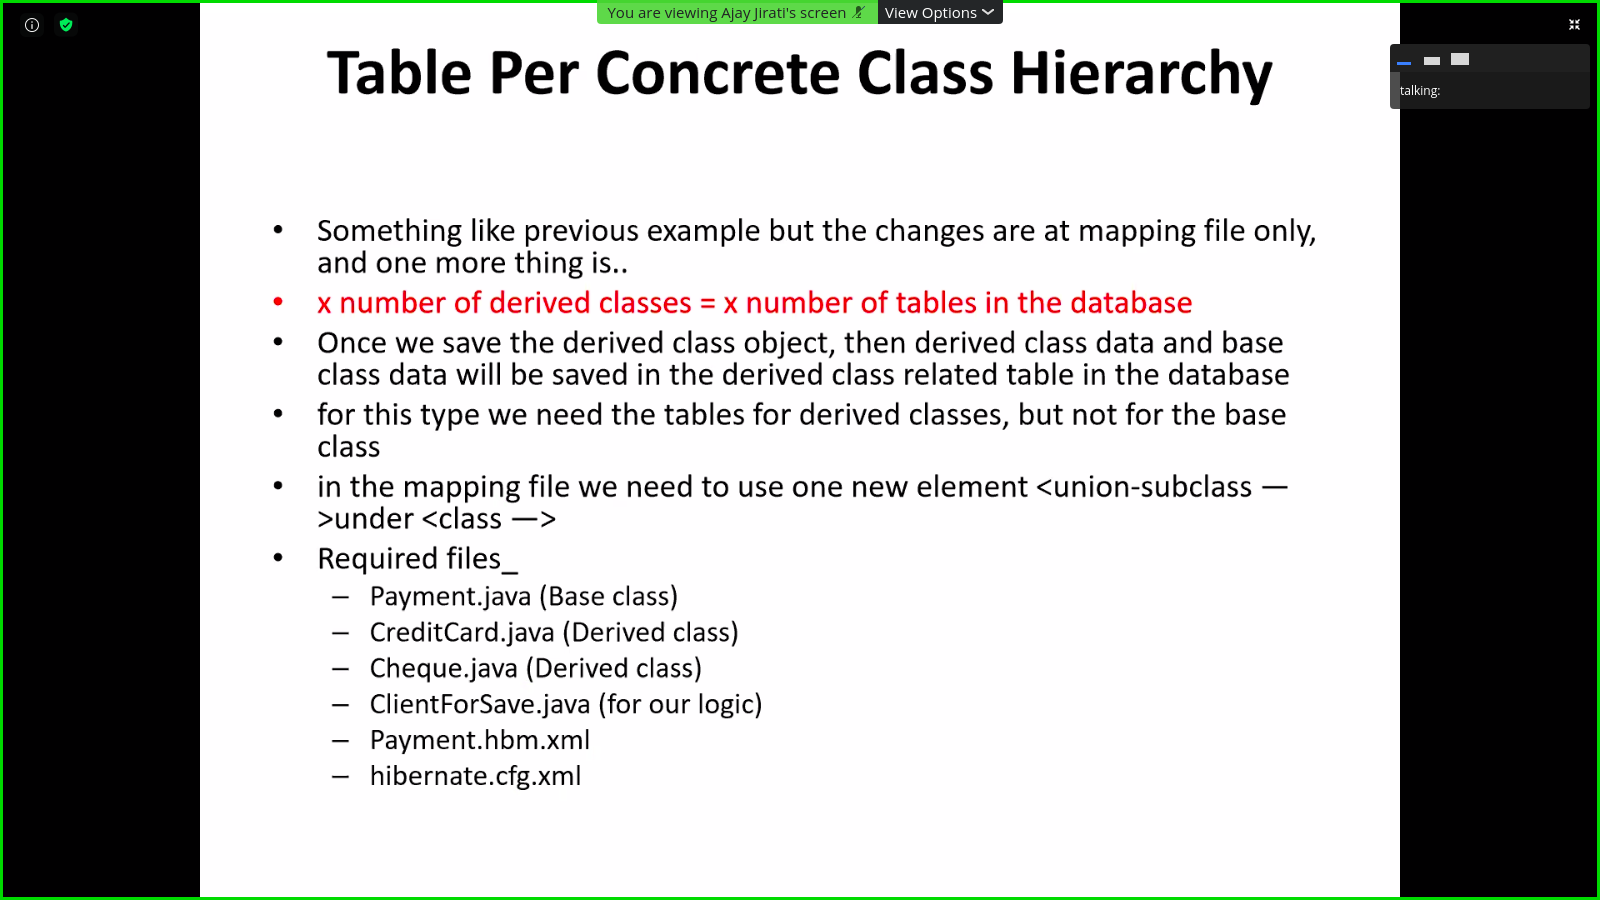 You are viewing Ajay Jirati's screen
View Options
Table Per Concrete Class Hierarchy
talking:
• Something like previous example but the changes are at mapping file only,
and one more thing is..
• x number of derived classes = x number of tables in the database
• Once we save the derived class object, then derived class data and base
class data will be saved in the derived class related table in the database
• for this type we need the tables for derived classes, but not for the base
class
• in the mapping file we need to use one new element <union-subclass —
>under <class —>
• Required files_
– Payment.java (Base class)
– CreditCard.java (Derived class)
– Cheque.java (Derived class)
– ClientForSave.java (for our logic)
– Payment.hbm.xml
– hibernate.cfg.xml